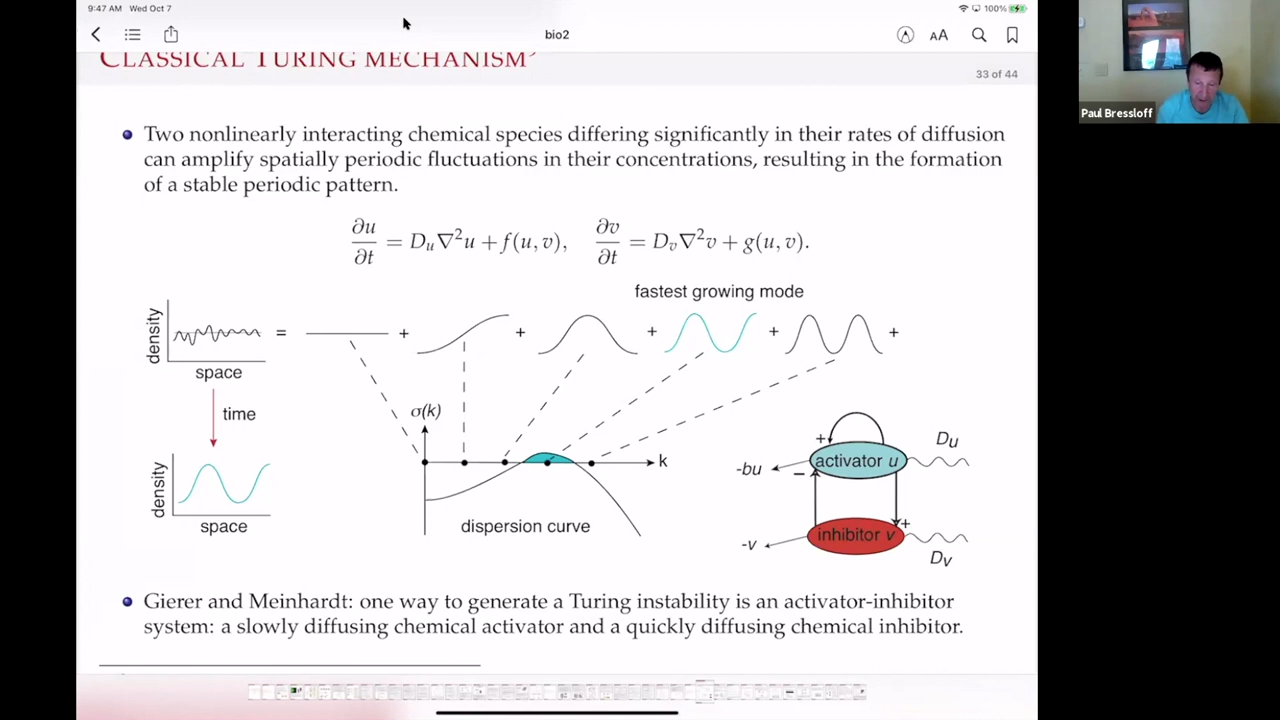 9:47 AM Wed Oct 7
100%
bio2
AA
CLASSICAL TURING MECHANISM
33 of 44
Two nonlinearly interacting chemical species differing significantly in their rates of diffusion
can amplify spatially periodic fluctuations in their concentrations, resulting in the formation
of a stable periodic pattern.
∂u/∂t = D_u∇²u + f(u, v), ∂v/∂t = D_v∇²v + g(u, v).
fastest growing mode
density
= + + + + +
space
time
σ(k)
k
dispersion curve
density
space
+
activator u
Du
-bu
−
+
inhibitor v
-v
Dv
Gierer and Meinhardt: one way to generate a Turing instability is an activator-inhibitor
system: a slowly diffusing chemical activator and a quickly diffusing chemical inhibitor.
Paul Bressloff